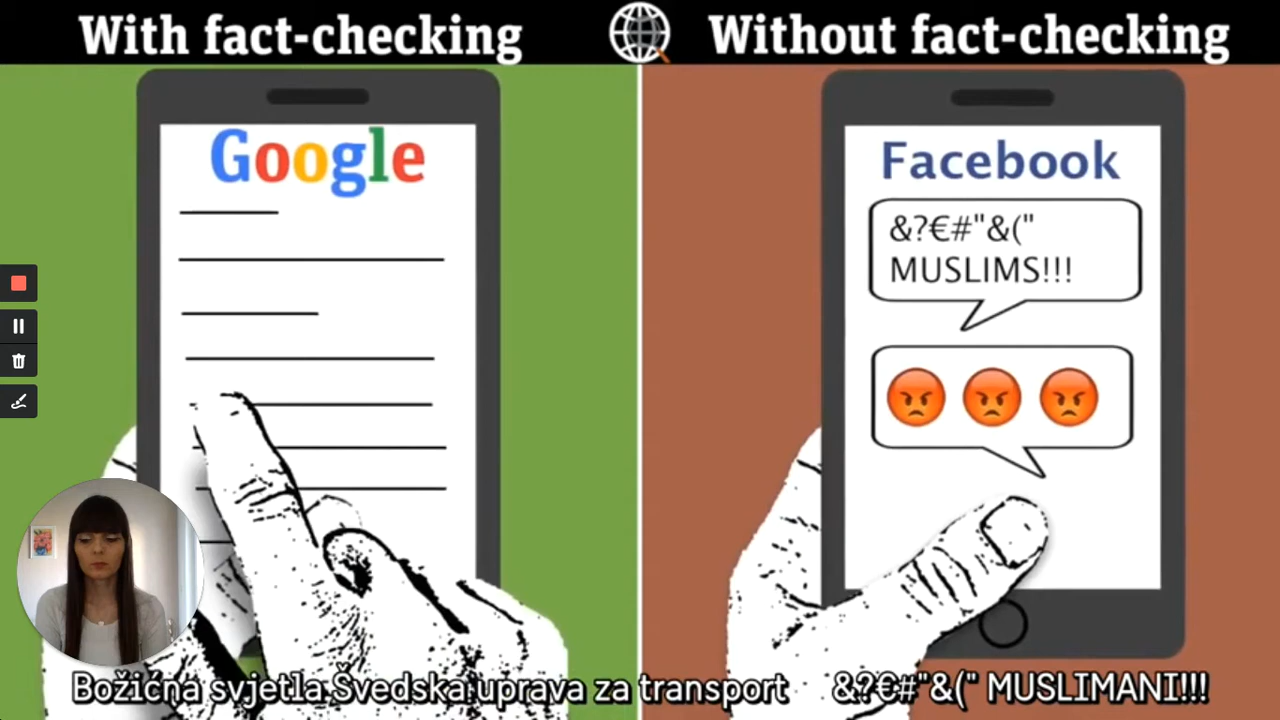 With fact-checking
Without fact-checking
Google
Facebook
&?€#"&("
MUSLIMS!!!
Božićna svjetla Švedska uprava za transport
&?€#"&(" MUSLIMANI!!!